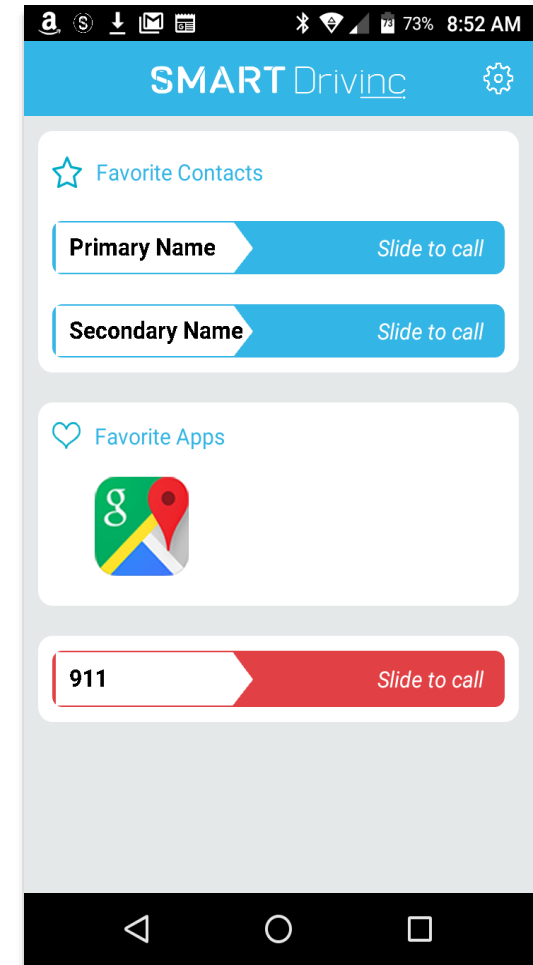 a S M 73 73% 8:52 AM
SMART Drivinc
Favorite Contacts
Primary Name Slide to call
Secondary Name Slide to call
Favorite Apps
g
911 Slide to call